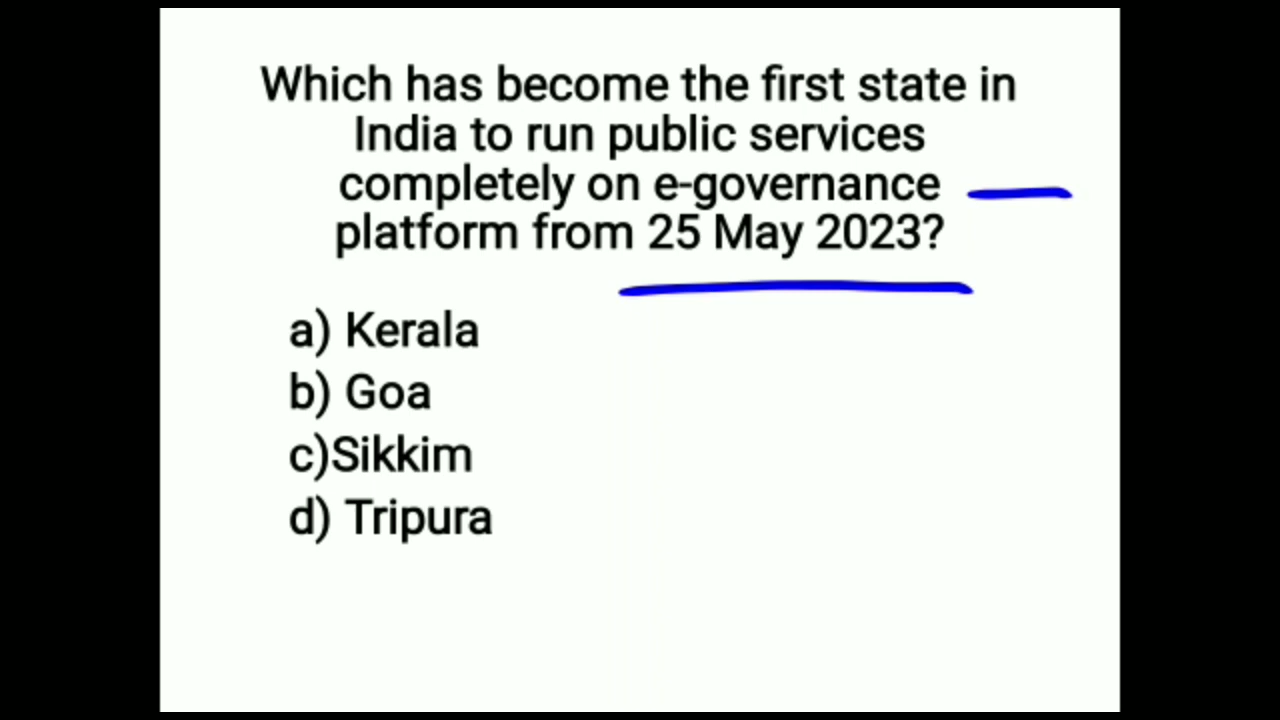 Which has become the first state in
India to run public services
completely on e-governance
platform from 25 May 2023?
a) Kerala
b) Goa
c)Sikkim
d) Tripura